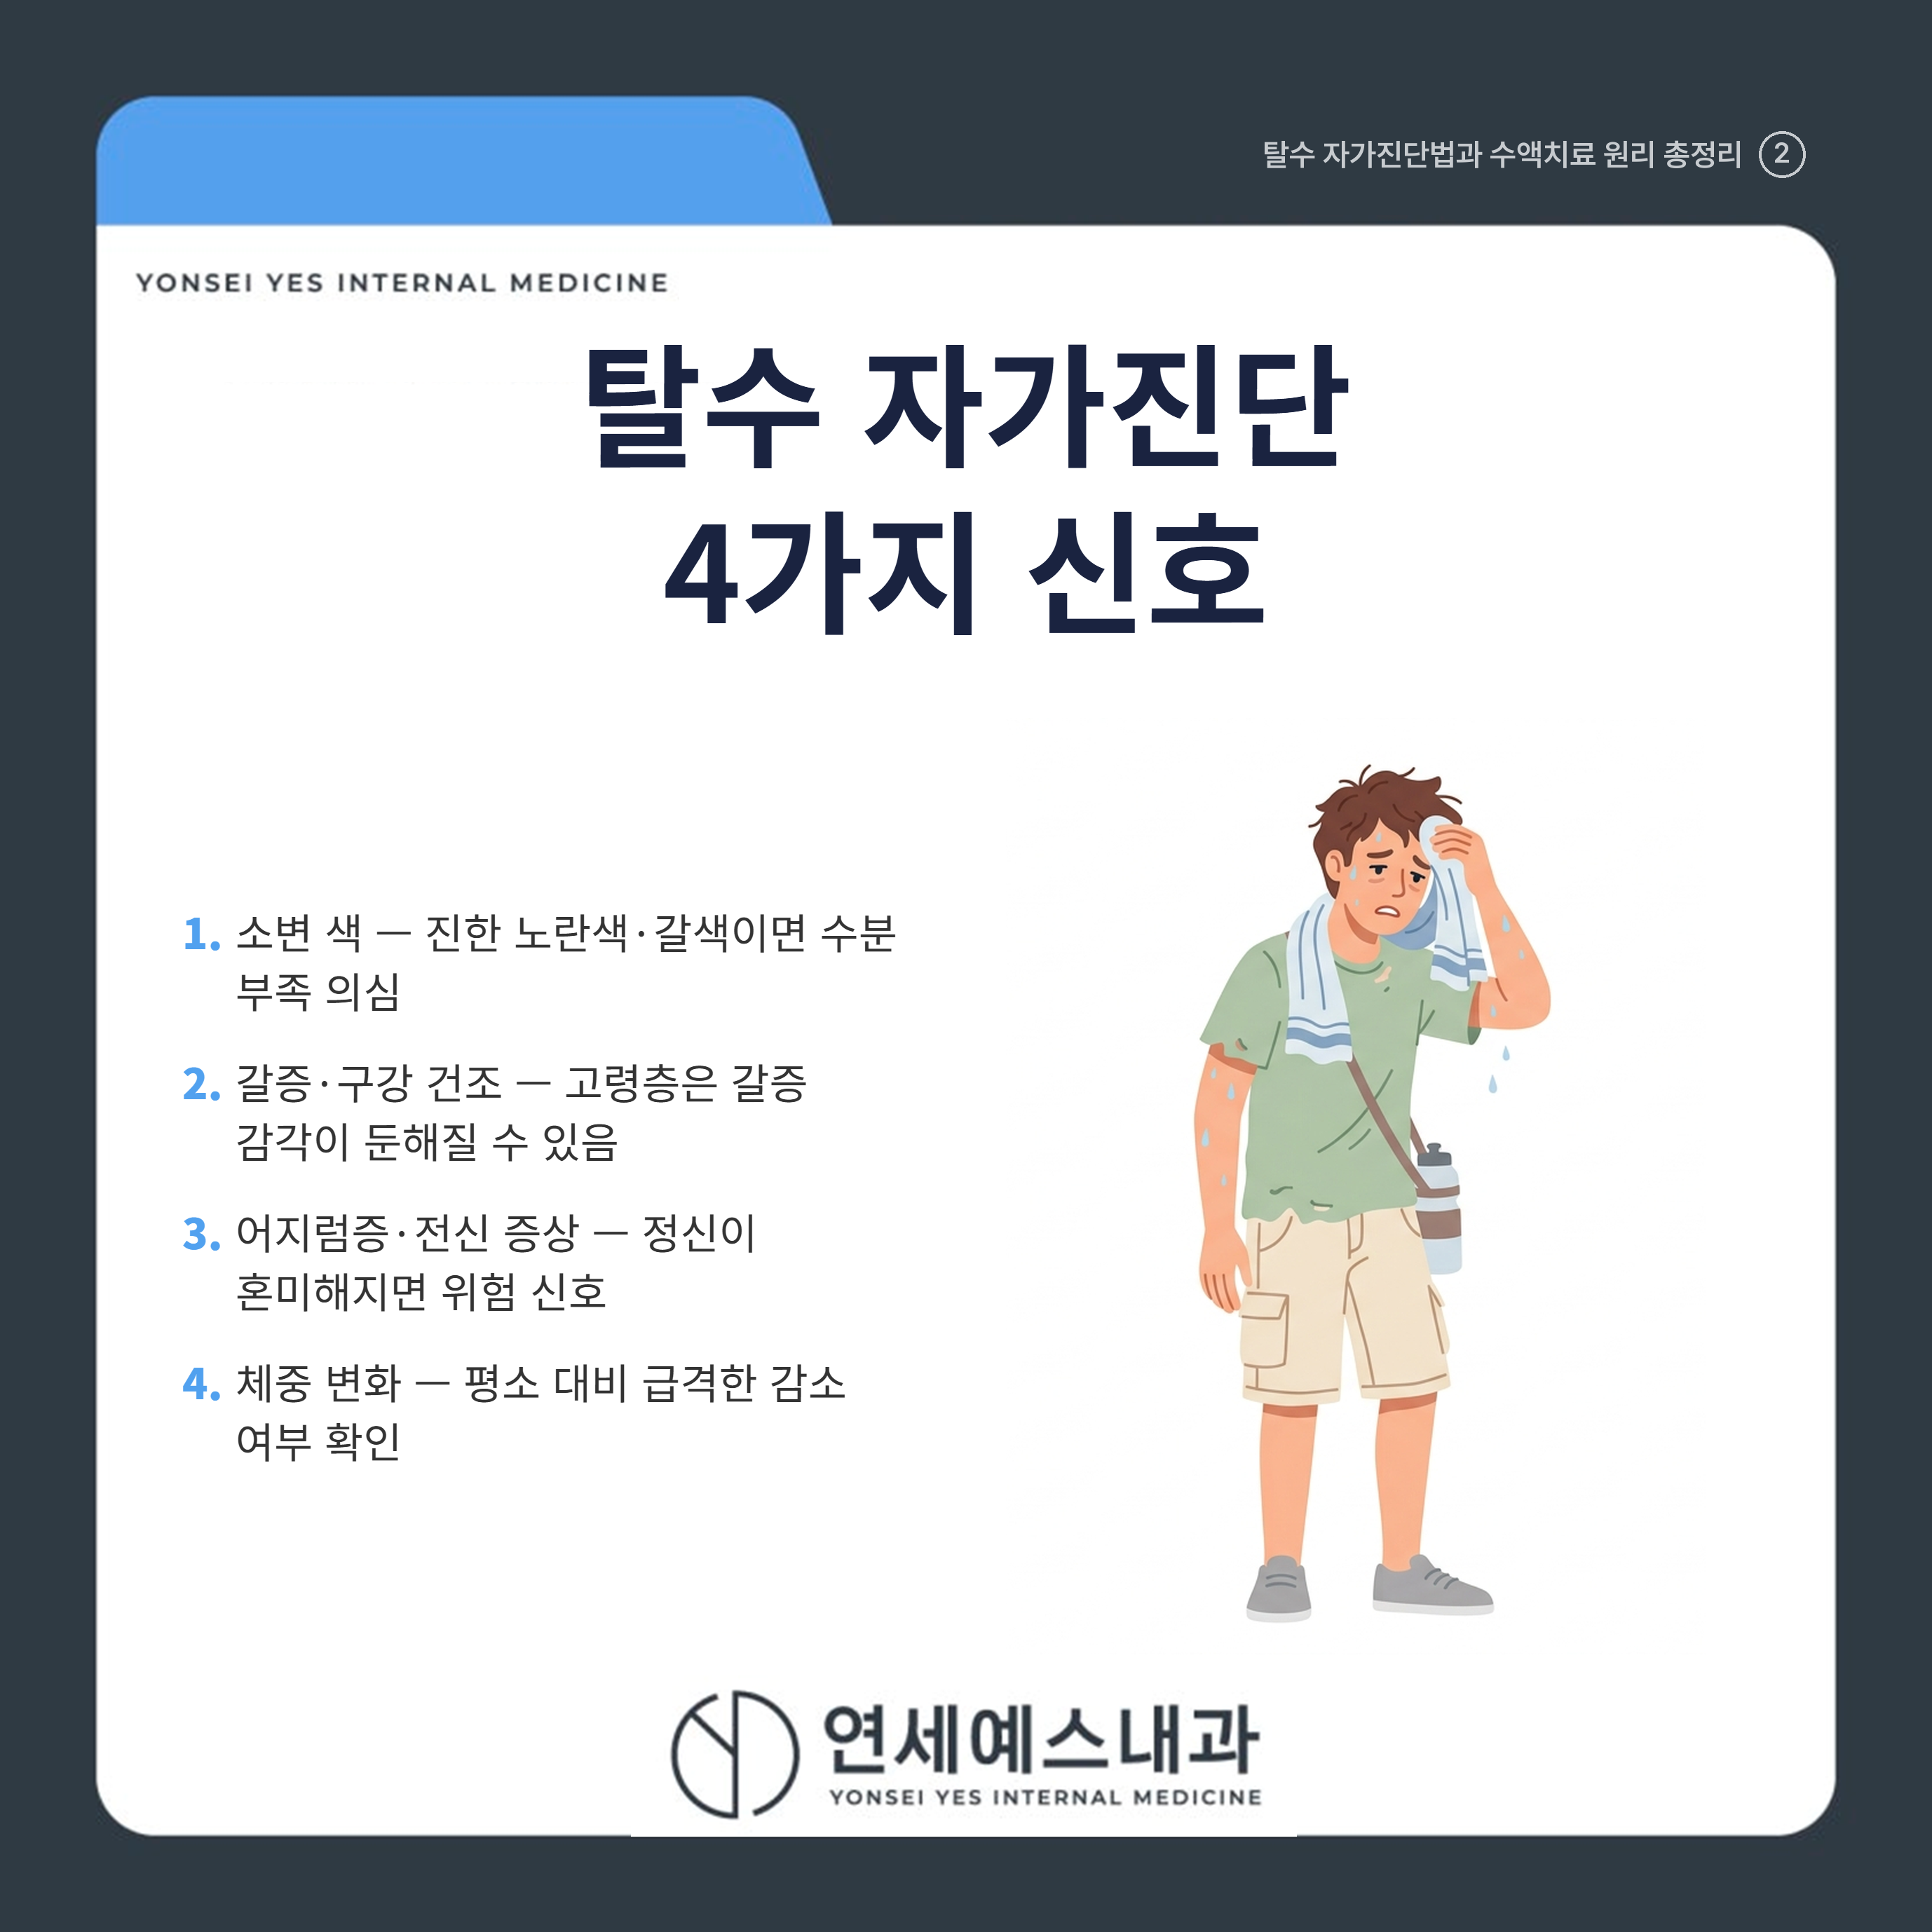 탈수 자가진단법과 수액치료 원리 총정리 2
YONSEI YES INTERNAL MEDICINE
탈수 자가진단
4가지 신호
1. 소변 색 — 진한 노란색·갈색이면 수분
부족 의심
2. 갈증·구강 건조 — 고령층은 갈증
감각이 둔해질 수 있음
3. 어지럼증·전신 증상 — 정신이
혼미해지면 위험 신호
4. 체중 변화 — 평소 대비 급격한 감소
여부 확인
연세예스내과
YONSEI YES INTERNAL MEDICINE